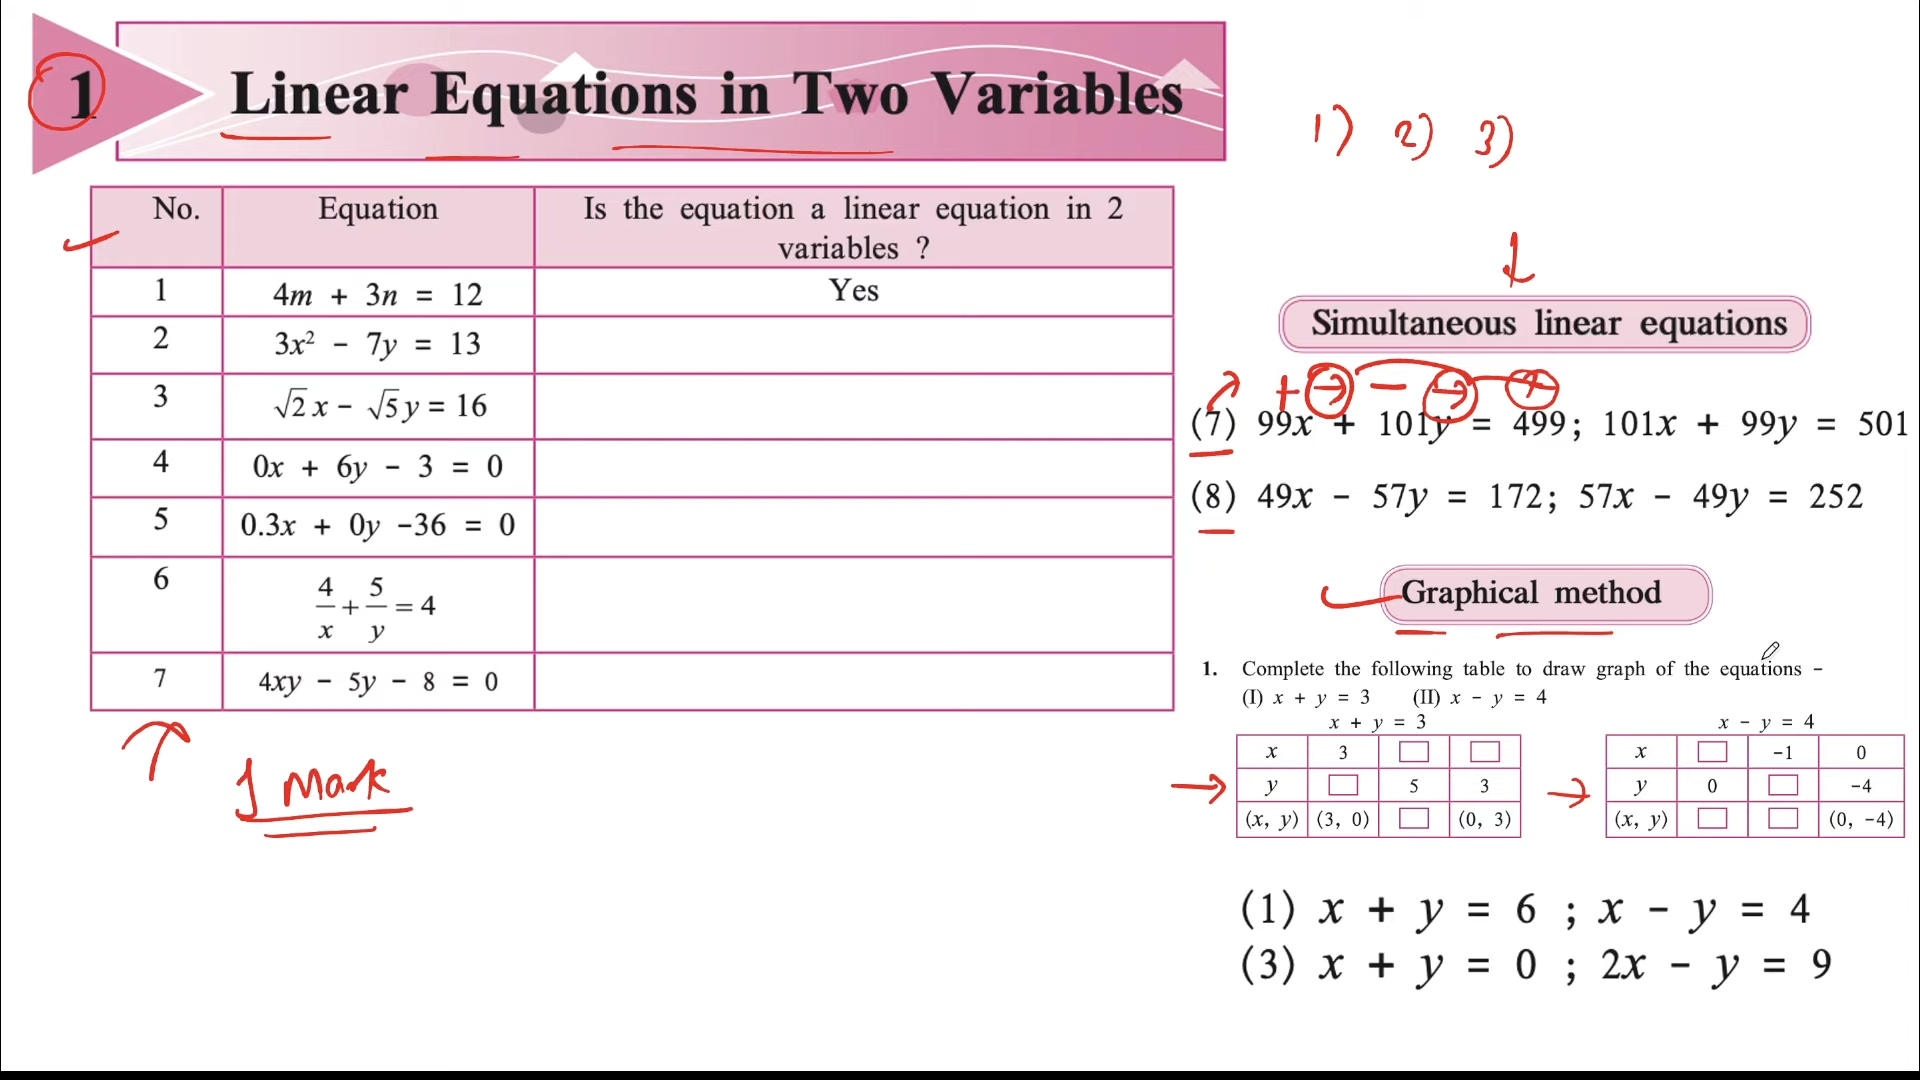 1 Linear Equations in Two Variables
No. Equation Is the equation a linear equation in 2 variables ?
1 4m + 3n = 12 Yes
2 3x² − 7y = 13
3 √2x − √5y = 16
4 0x + 6y − 3 = 0
5 0.3x + 0y −36 = 0
6 4/x + 5/y = 4
7 4xy − 5y − 8 = 0
1 Mark
1) 2) 3)
Simultaneous linear equations
(7) 99x + 101y = 499; 101x + 99y = 501
(8) 49x − 57y = 172; 57x − 49y = 252
Graphical method
1. Complete the following table to draw graph of the equations −
(I) x + y = 3 (II) x − y = 4
x + y = 3
x 3 □ □
y □ 5 3
(x, y) (3, 0) □ (0, 3)
x − y = 4
x □ −1 0
y 0 □ −4
(x, y) □ □ (0, −4)
(1) x + y = 6 ; x − y = 4
(3) x + y = 0 ; 2x − y = 9